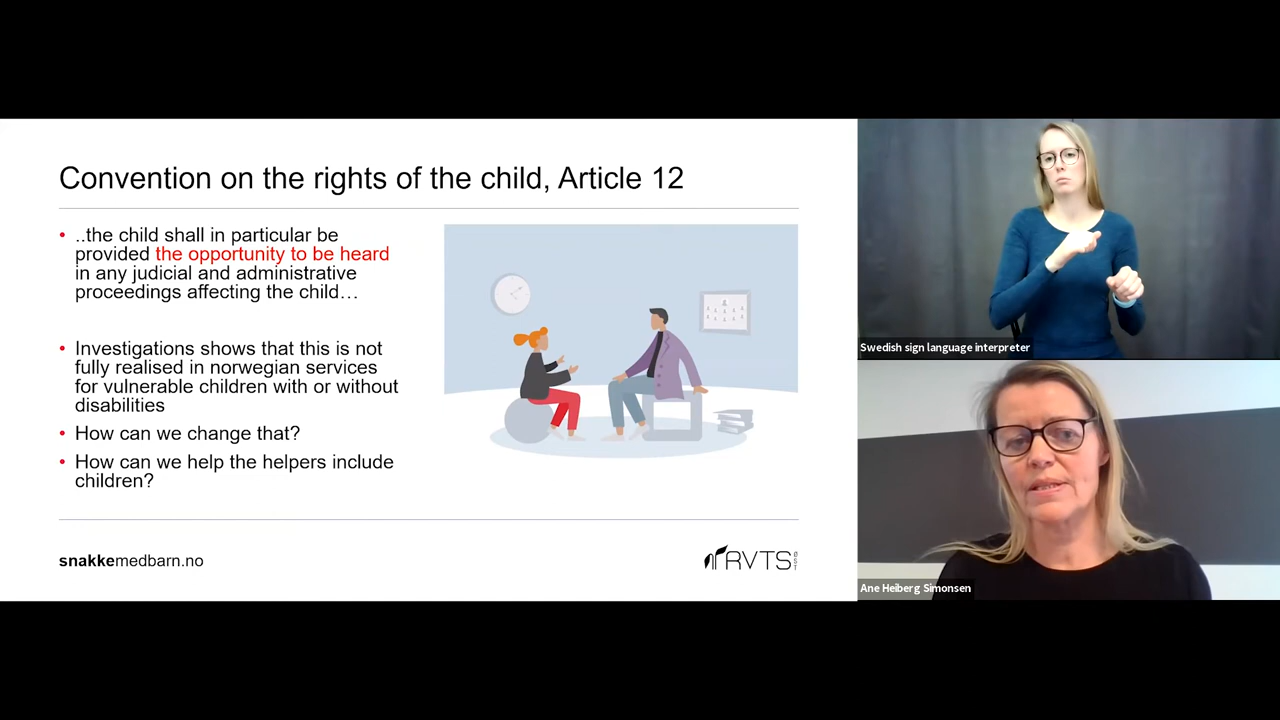 Convention on the rights of the child, Article 12
• ..the child shall in particular be
provided the opportunity to be heard
in any judicial and administrative
proceedings affecting the child…
• Investigations shows that this is not
fully realised in norwegian services
for vulnerable children with or without
disabilities
• How can we change that?
• How can we help the helpers include
children?
snakkemedbarn.no
RVTS
ØST
Swedish sign language interpreter
Ane Heiberg Simonsen